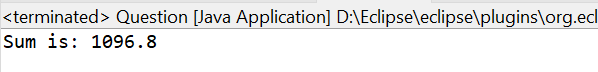 <terminated> Question [Java Application] D:\Eclipse\eclipse\plugins\org.ecl
Sum is: 1096.8